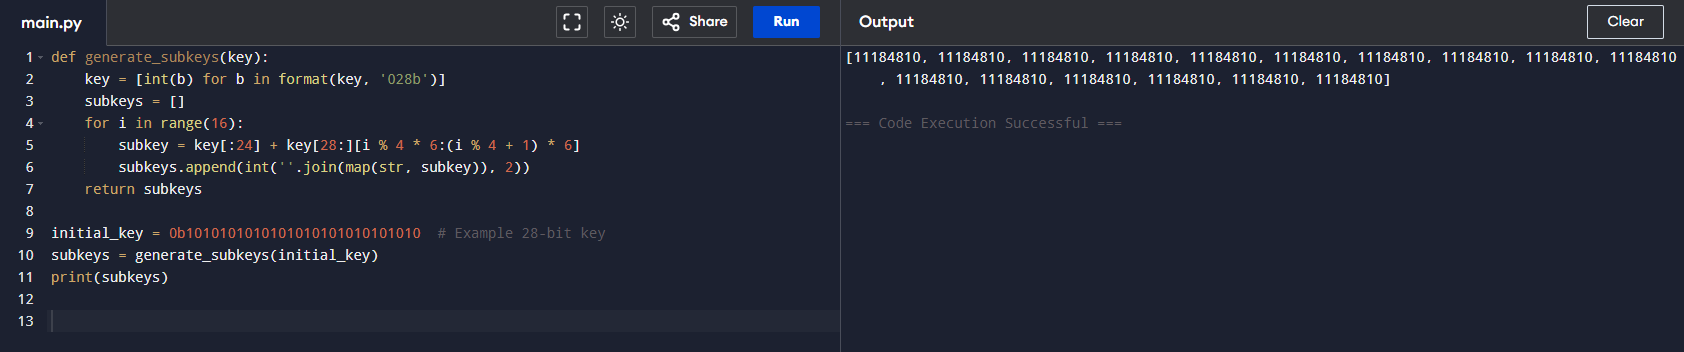 main.py
Share
Run
Output
Clear
1 def generate_subkeys(key):
2 key = [int(b) for b in format(key, '028b')]
3 subkeys = []
4 for i in range(16):
5 subkey = key[:24] + key[28:][i % 4 * 6:(i % 4 + 1) * 6]
6 subkeys.append(int(''.join(map(str, subkey)), 2))
7 return subkeys
8
9 initial_key = 0b1010101010101010101010101010 # Example 28-bit key
10 subkeys = generate_subkeys(initial_key)
11 print(subkeys)
12
13
[11184810, 11184810, 11184810, 11184810, 11184810, 11184810, 11184810, 11184810, 11184810, 11184810
, 11184810, 11184810, 11184810, 11184810, 11184810, 11184810]
=== Code Execution Successful ===